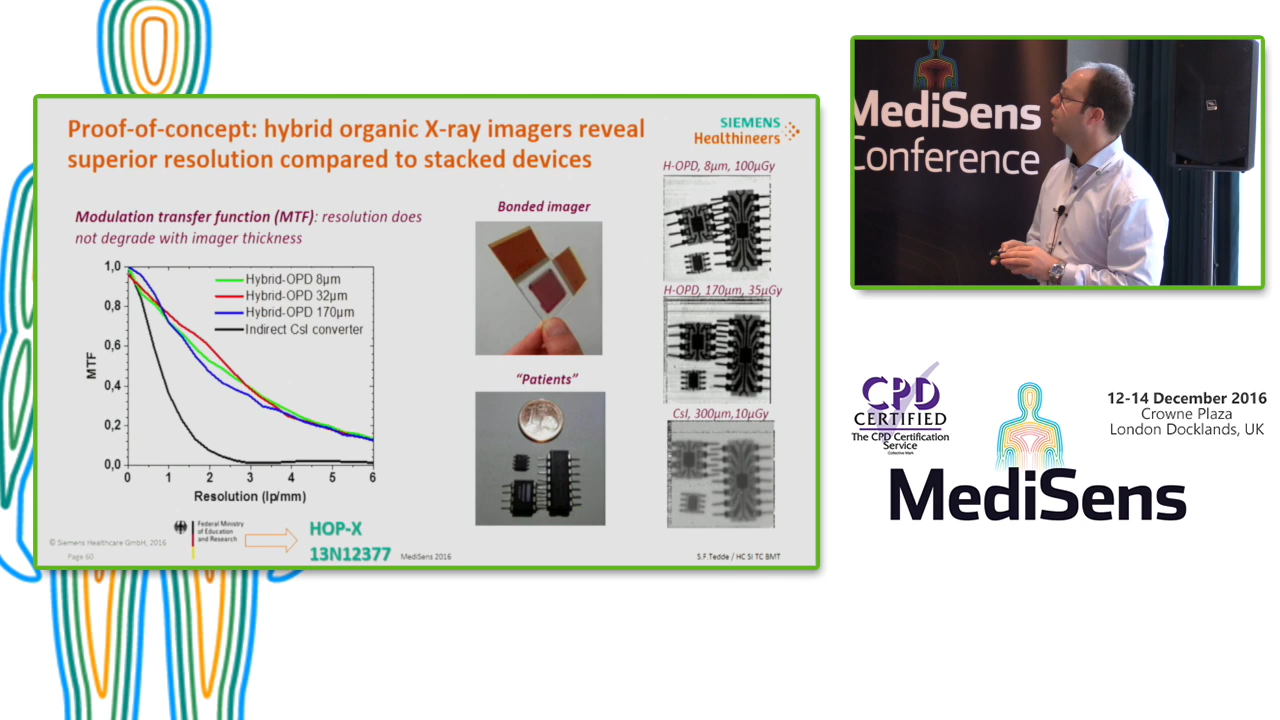 Proof-of-concept: hybrid organic X-ray imagers reveal
superior resolution compared to stacked devices
SIEMENS
Healthineers
Modulation transfer function (MTF): resolution does
not degrade with imager thickness
1,0
0,8
0,6
0,4
0,2
0,0
MTF
Hybrid-OPD 8µm
Hybrid-OPD 32µm
Hybrid-OPD 170µm
Indirect CsI converter
0 1 2 3 4 5 6
Resolution (lp/mm)
Bonded imager
"Patients"
H-OPD, 8µm, 100µGy
H-OPD, 170µm, 35µGy
CsI, 300µm,10µGy
Federal Ministry
of Education
and Research
HOP-X
13N12377
© Siemens Healthcare GmbH, 2016
Page 60
MediSens 2016
S.F.Tedde / HC SI TC BMT
MediSens
Conference
CPD
CERTIFIED
The CPD Certification
Service
Collective Mark
12-14 December 2016
Crowne Plaza
London Docklands, UK
MediSens